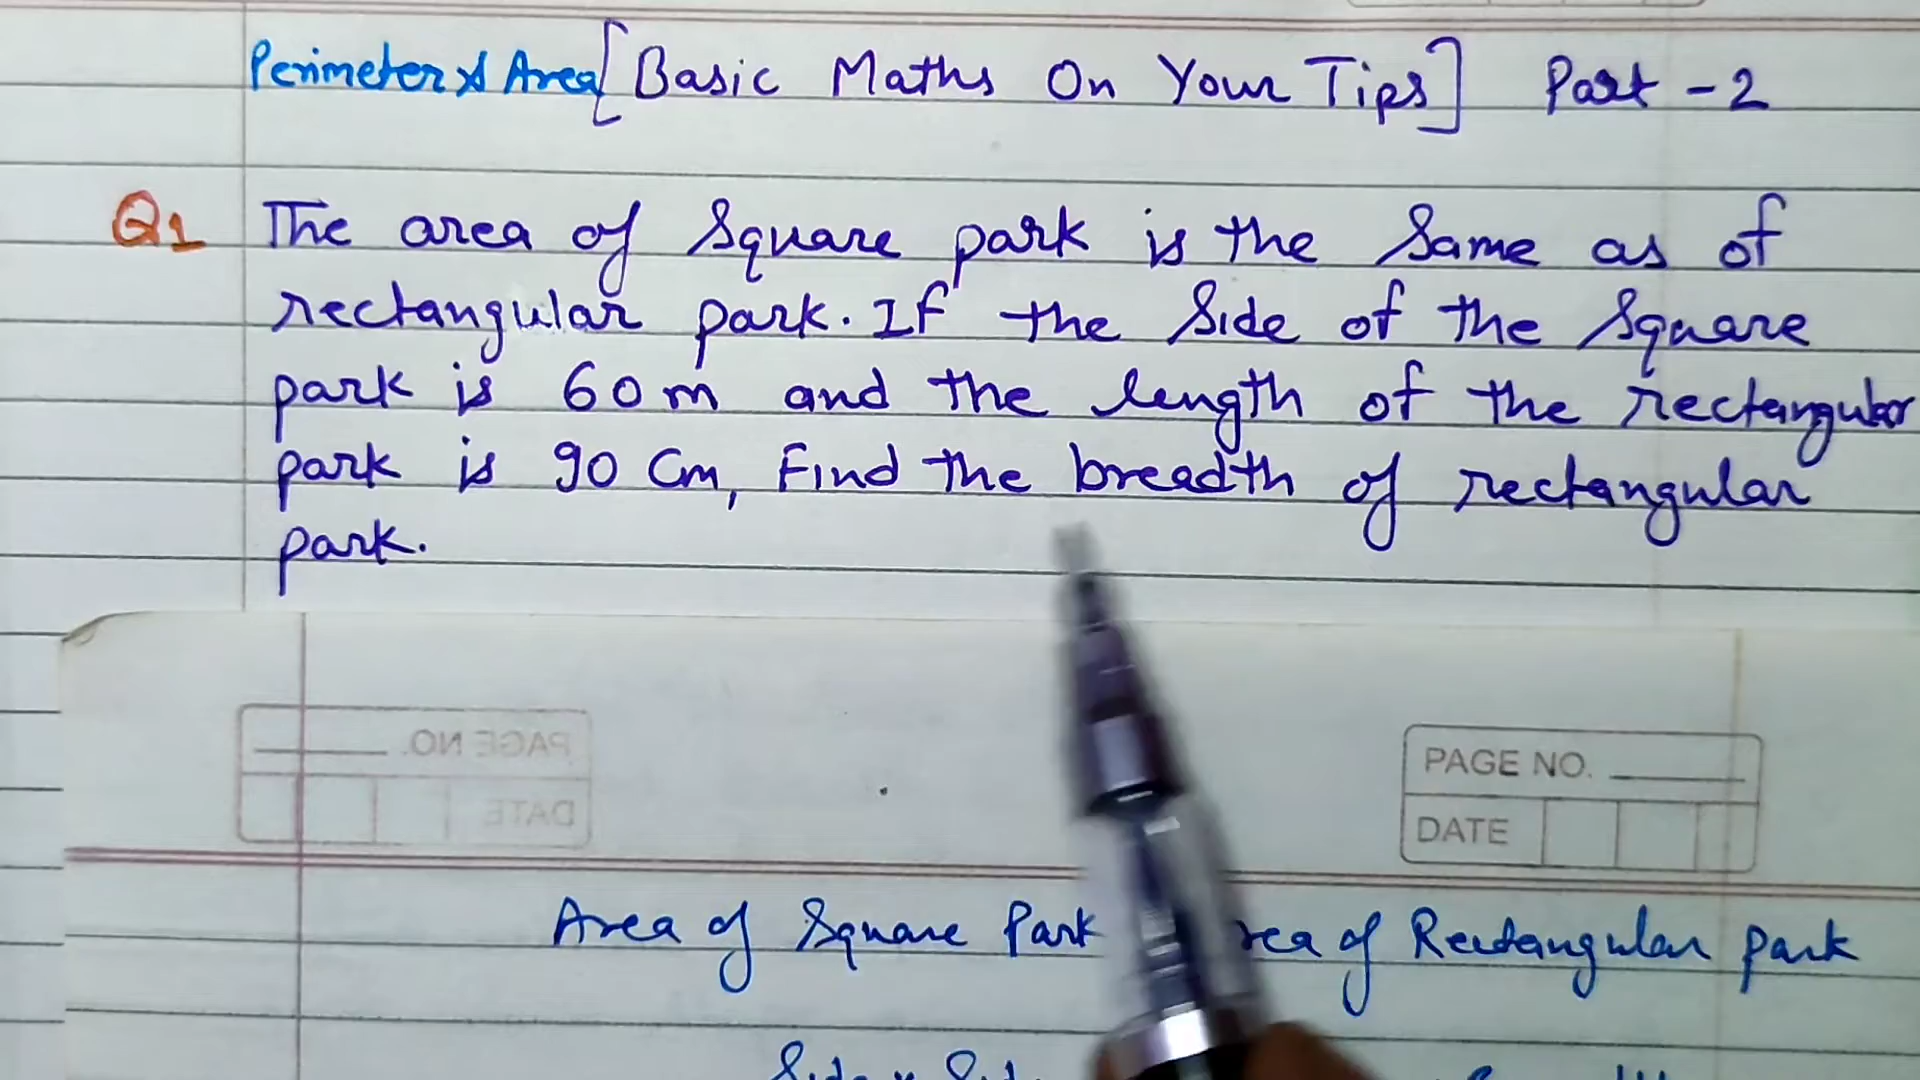 Perimeter & Area [Basic Maths On Your Tips] Part - 2
Q1 The area of Square park is the Same as of
rectangular park. If the Side of the Square
park is 60 m and the length of the rectangular
park is 90 Cm, Find the breadth of rectangular
park.
PAGE NO.
DATE
PAGE NO.
DATE
Area of Square Park rea of Rectangular park
Side x Sid